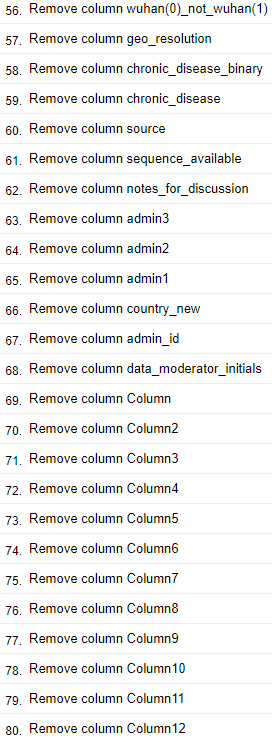 56. Remove column wuhan(0)_not_wuhan(1)
57. Remove column geo_resolution
58. Remove column chronic_disease_binary
59. Remove column chronic_disease
60. Remove column source
61. Remove column sequence_available
62. Remove column notes_for_discussion
63. Remove column admin3
64. Remove column admin2
65. Remove column admin1
66. Remove column country_new
67. Remove column admin_id
68. Remove column data_moderator_initials
69. Remove column Column
70. Remove column Column2
71. Remove column Column3
72. Remove column Column4
73. Remove column Column5
74. Remove column Column6
75. Remove column Column7
76. Remove column Column8
77. Remove column Column9
78. Remove column Column10
79. Remove column Column11
80. Remove column Column12